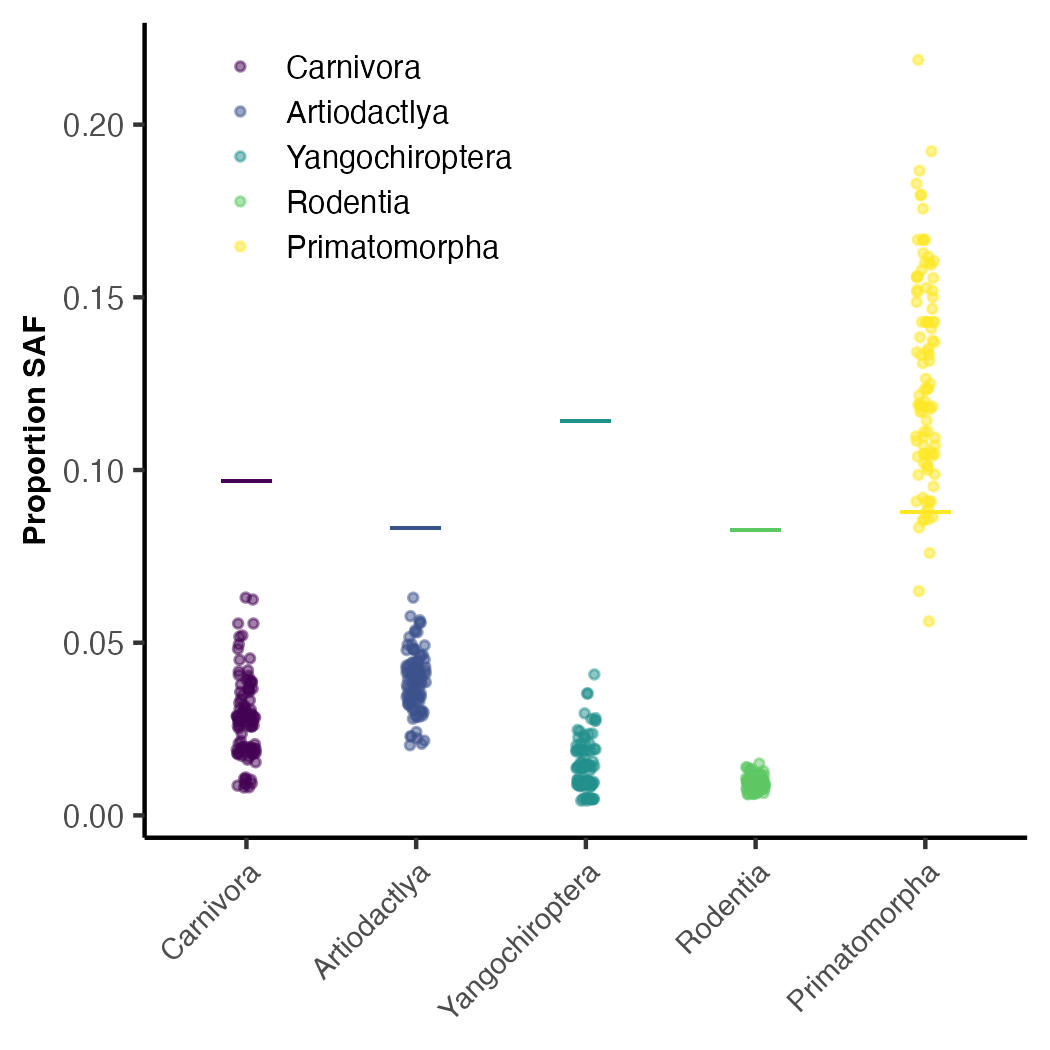 Carnivora
Artiodactlya
Yangochiroptera
Rodentia
Primatomorpha
0.20
0.15
0.10
0.05
0.00
Proportion SAF
Carnivora
Artiodactlya
Yangochiroptera
Rodentia
Primatomorpha